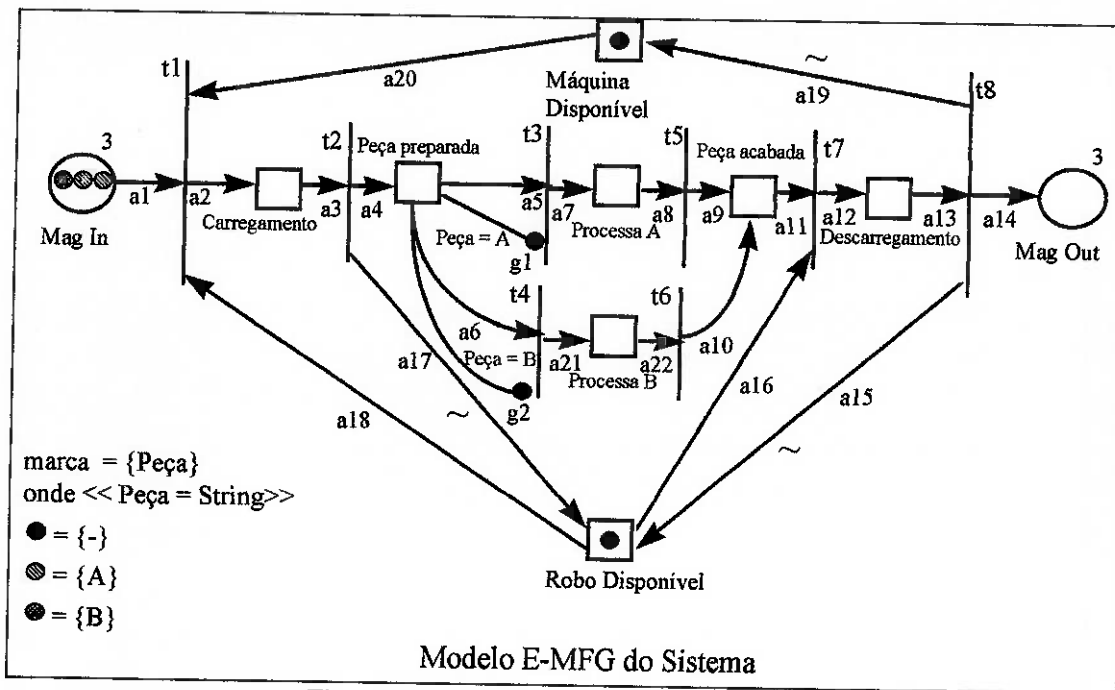 t1
a20
Máquina
Disponível
~
a19
t8
3
t2
Peça preparada
t3
t5
Peça acabada
t7
3
a1
a2
Carregamento
a3
a4
a5
a7
Processa A
a8
a9
a11
a12
Descarregamento
a13
a14
Mag In
Peça = A
g1
Mag Out
t4
t6
a6
a17
Peça = B
a21
Processa B
a22
a10
a16
a15
g2
a18
~
~
marca = {Peça}
onde << Peça = String>>
= {-}
= {A}
= {B}
Robo Disponível
Modelo E-MFG do Sistema